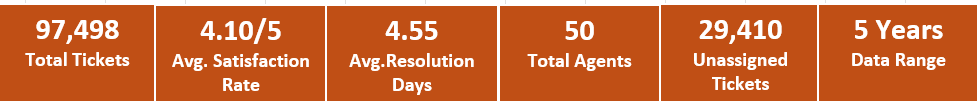 97,498
Total Tickets
4.10/5
Avg. Satisfaction
Rate
4.55
Avg.Resolution
Days
50
Total Agents
29,410
Unassigned
Tickets
5 Years
Data Range